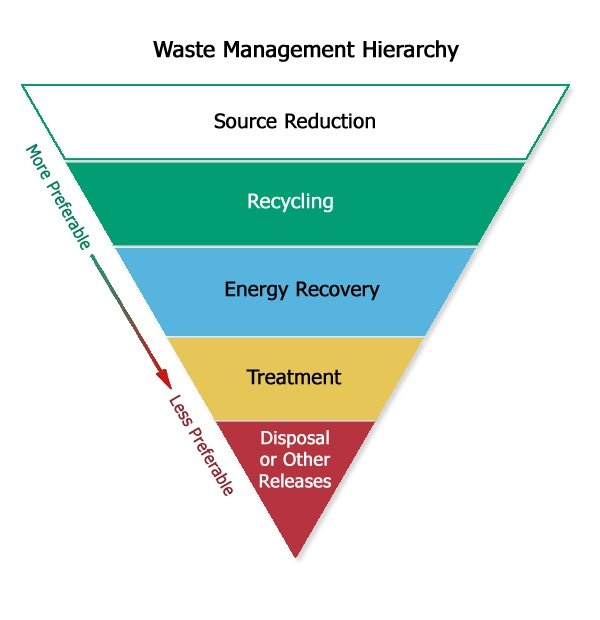 Waste Management Hierarchy
Source Reduction
More Preferable
Recycling
Energy Recovery
Treatment
Less Preferable
Disposal
or Other
Releases